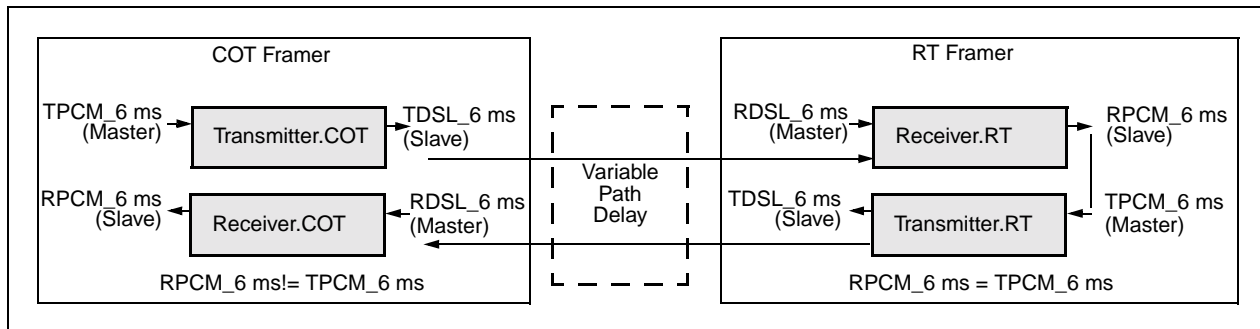 COT Framer
TPCM_6 ms
(Master)
Transmitter.COT
TDSL_6 ms
(Slave)
RPCM_6 ms
(Slave)
Receiver.COT
RDSL_6 ms
(Master)
RPCM_6 ms!= TPCM_6 ms
Variable
Path
Delay
RT Framer
RDSL_6 ms
(Master)
Receiver.RT
RPCM_6 ms
(Slave)
TDSL_6 ms
(Slave)
Transmitter.RT
TPCM_6 ms
(Master)
RPCM_6 ms = TPCM_6 ms